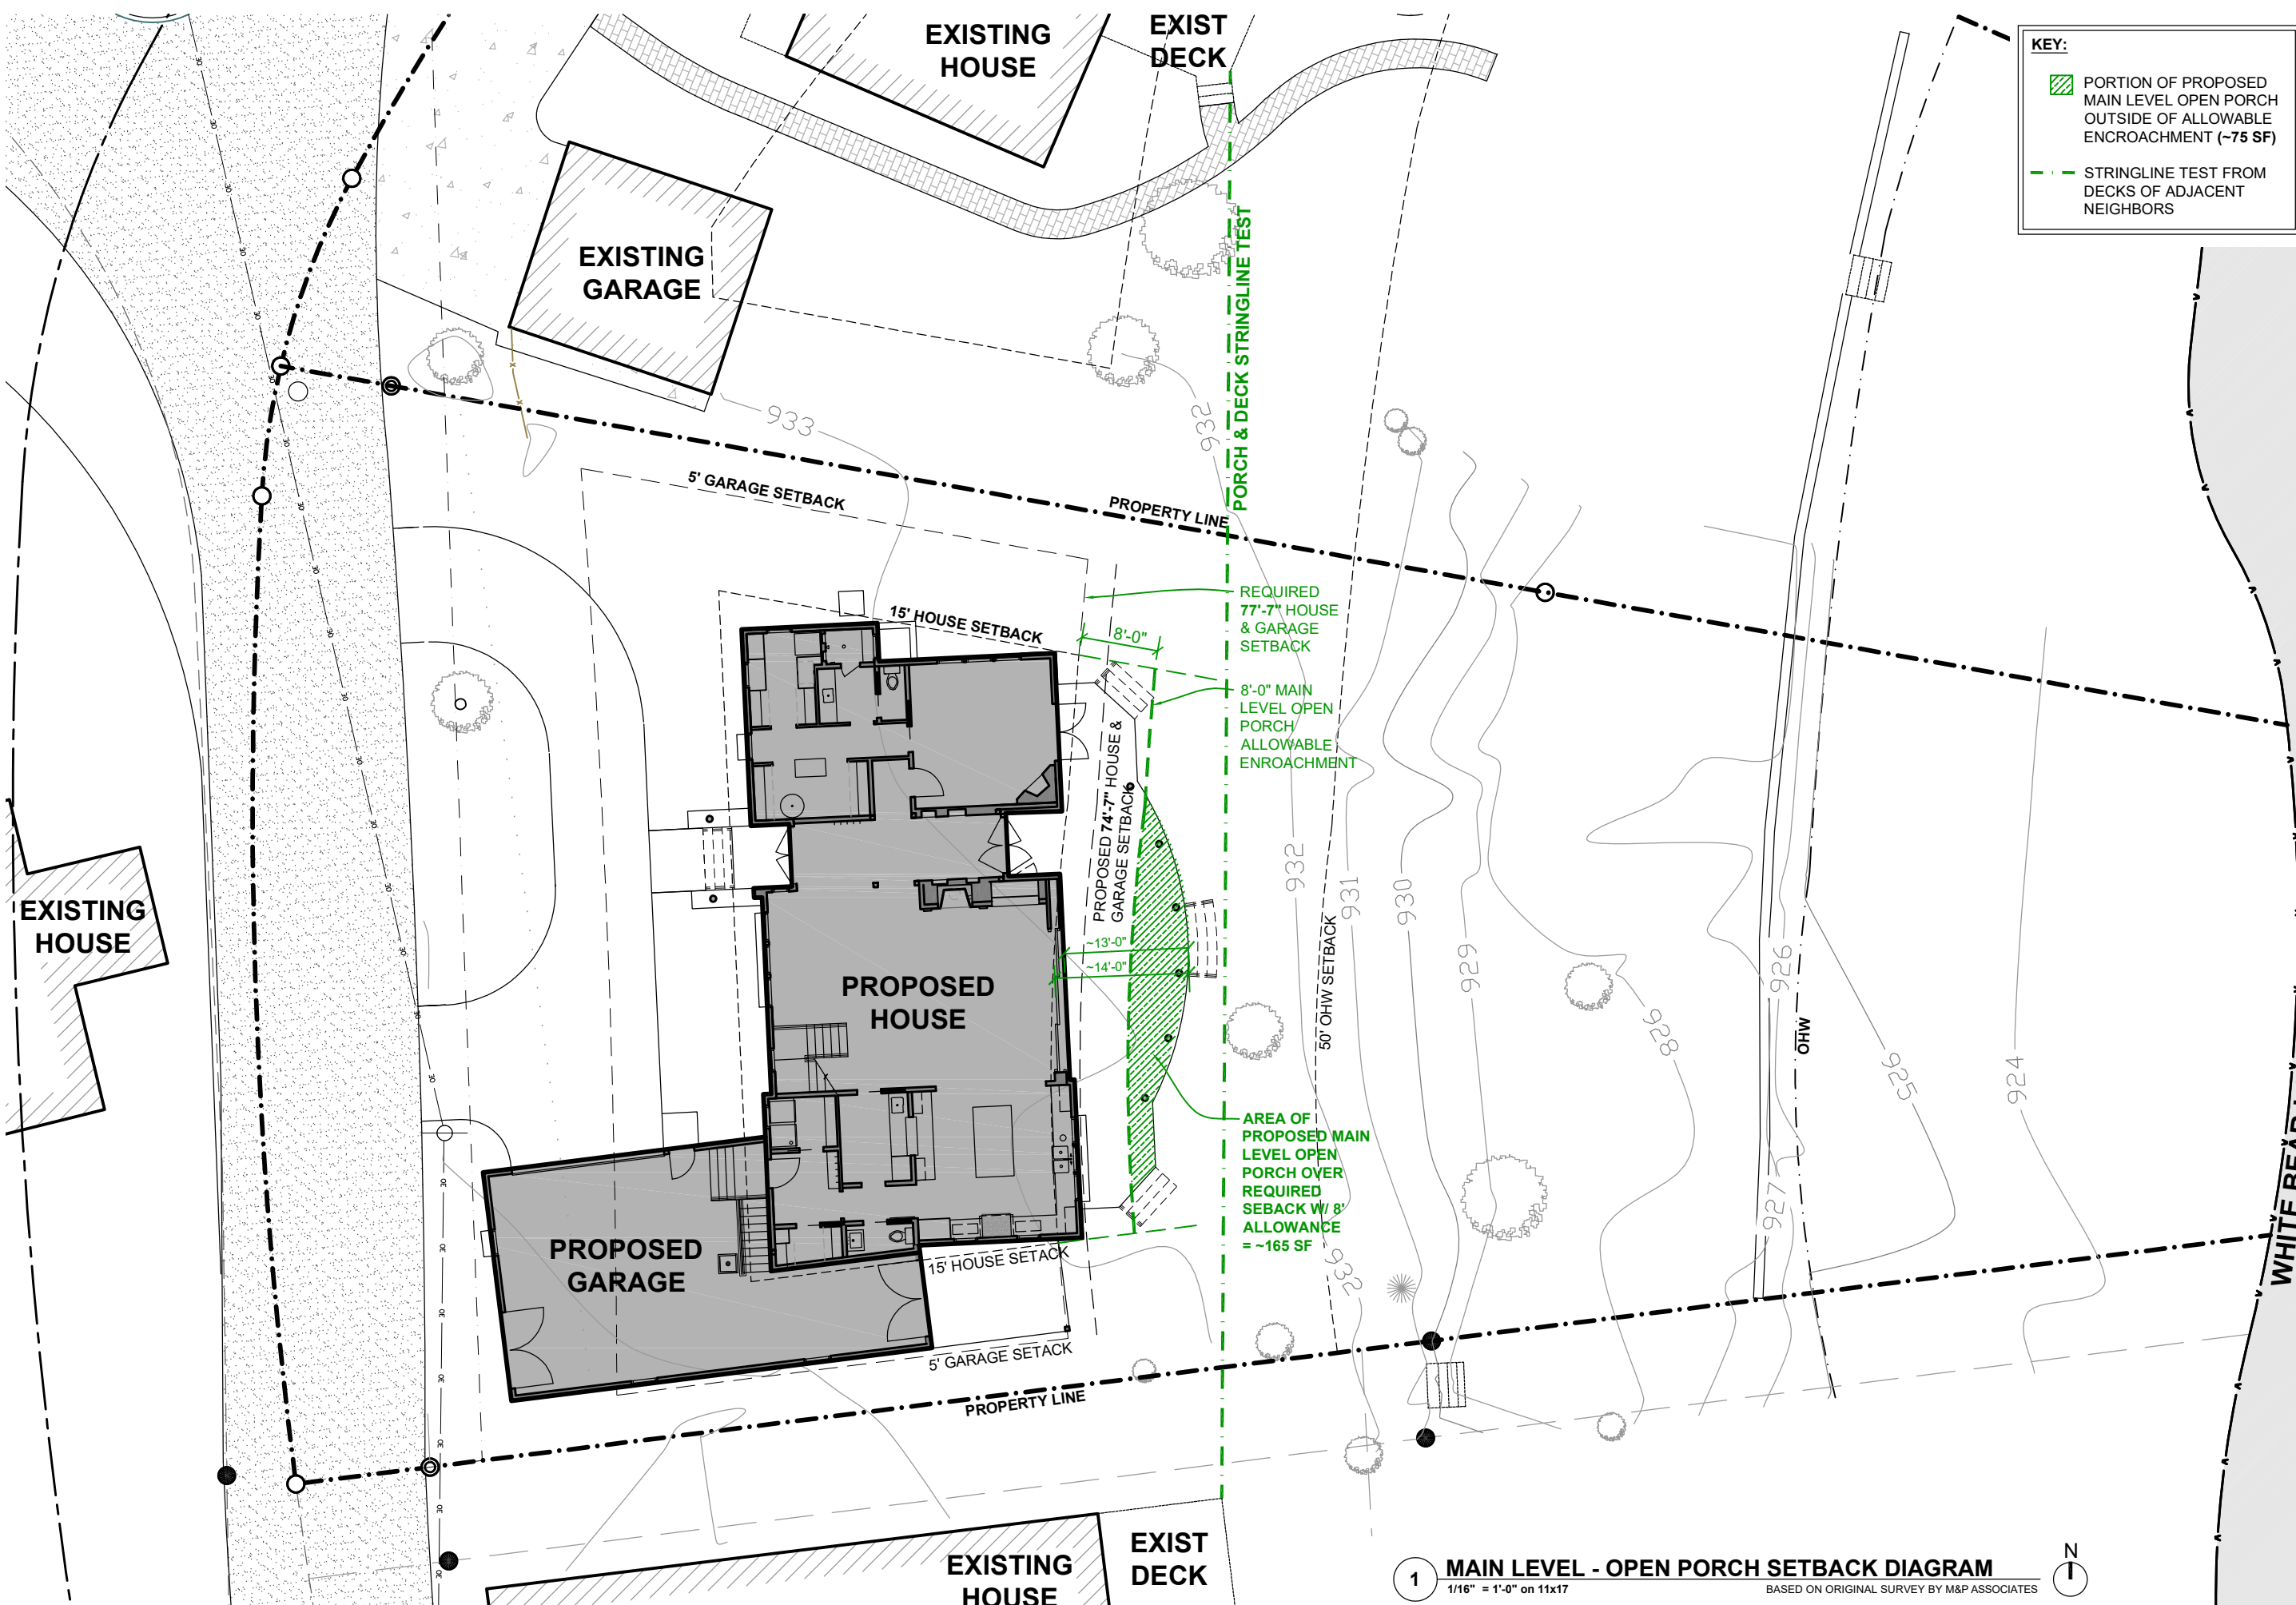 EXISTING
HOUSE
EXIST
DECK
KEY:
PORTION OF PROPOSED
MAIN LEVEL OPEN PORCH
OUTSIDE OF ALLOWABLE
ENCROACHMENT (~75 SF)
STRINGLINE TEST FROM
DECKS OF ADJACENT
NEIGHBORS
EXISTING
GARAGE
PORCH & DECK STRINGLINE TEST
933
932
5' GARAGE SETBACK
PROPERTY LINE
15' HOUSE SETBACK
8'-0"
REQUIRED
77'-7" HOUSE
& GARAGE
SETBACK
8'-0" MAIN
LEVEL OPEN
PORCH
ALLOWABLE
ENROACHMENT
PROPOSED 74'-7" HOUSE &
GARAGE SETBACK
932
931
930
929
928
927
926
925
924
EXISTING
HOUSE
~13'-0"
~14'-0"
PROPOSED
HOUSE
50' OHW SETBACK
OHW
AREA OF
PROPOSED MAIN
LEVEL OPEN
PORCH OVER
REQUIRED
SEBACK W/ 8'
ALLOWANCE
= ~165 SF
932
PROPOSED
GARAGE
15' HOUSE SETACK
5' GARAGE SETACK
PROPERTY LINE
WHITE BEAR
EXISTING
HOUSE
EXIST
DECK
1
MAIN LEVEL - OPEN PORCH SETBACK DIAGRAM
1/16" = 1'-0" on 11x17
BASED ON ORIGINAL SURVEY BY M&P ASSOCIATES
N